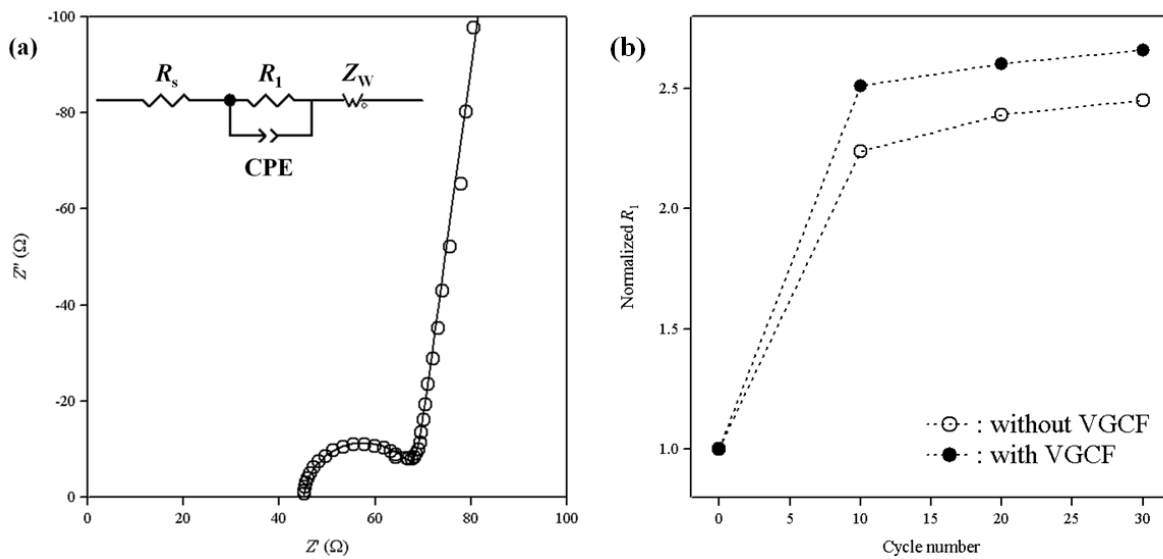 (a)
-100
-80
-60
-40
-20
0
Z'' (Ω)
Rs
R1
ZW
CPE
0 20 40 60 80 100
Z' (Ω)
(b)
2.5
2.0
1.5
1.0
Normalized R1
: without VGCF
: with VGCF
0 5 10 15 20 25 30
Cycle number